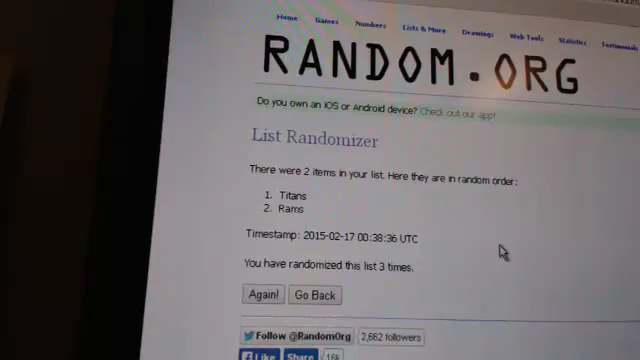 Home Games Numbers Lists & More Drawings Web Tools Statistics Testimonials
RANDOM.ORG
Do you own an iOS or Android device? Check out our app!
List Randomizer
There were 2 items in your list. Here they are in random order:
1. Titans
2. Rams
Timestamp: 2015-02-17 00:38:36 UTC
You have randomized this list 3 times.
Again! Go Back
Follow @RandomOrg 2,662 followers
Like Share 16k